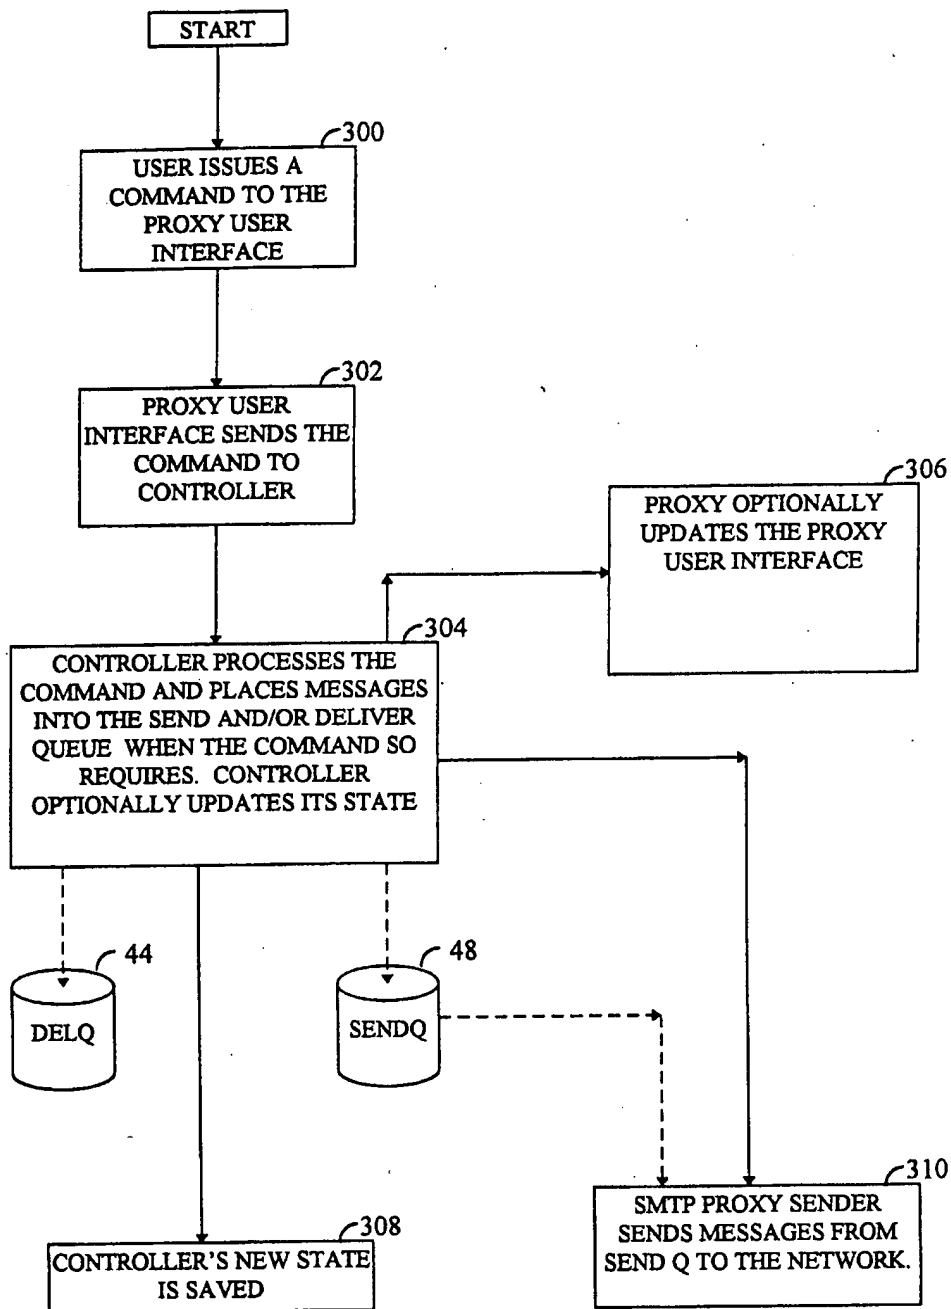 START
300
USER ISSUES A
COMMAND TO THE
PROXY USER
INTERFACE
302
PROXY USER
INTERFACE SENDS THE
COMMAND TO
CONTROLLER
306
PROXY OPTIONALLY
UPDATES THE PROXY
USER INTERFACE
304
CONTROLLER PROCESSES THE
COMMAND AND PLACES MESSAGES
INTO THE SEND AND/OR DELIVER
QUEUE WHEN THE COMMAND SO
REQUIRES. CONTROLLER
OPTIONALLY UPDATES ITS STATE
44
DELQ
48
SENDQ
308
CONTROLLER'S NEW STATE
IS SAVED
310
SMTP PROXY SENDER
SENDS MESSAGES FROM
SEND Q TO THE NETWORK.